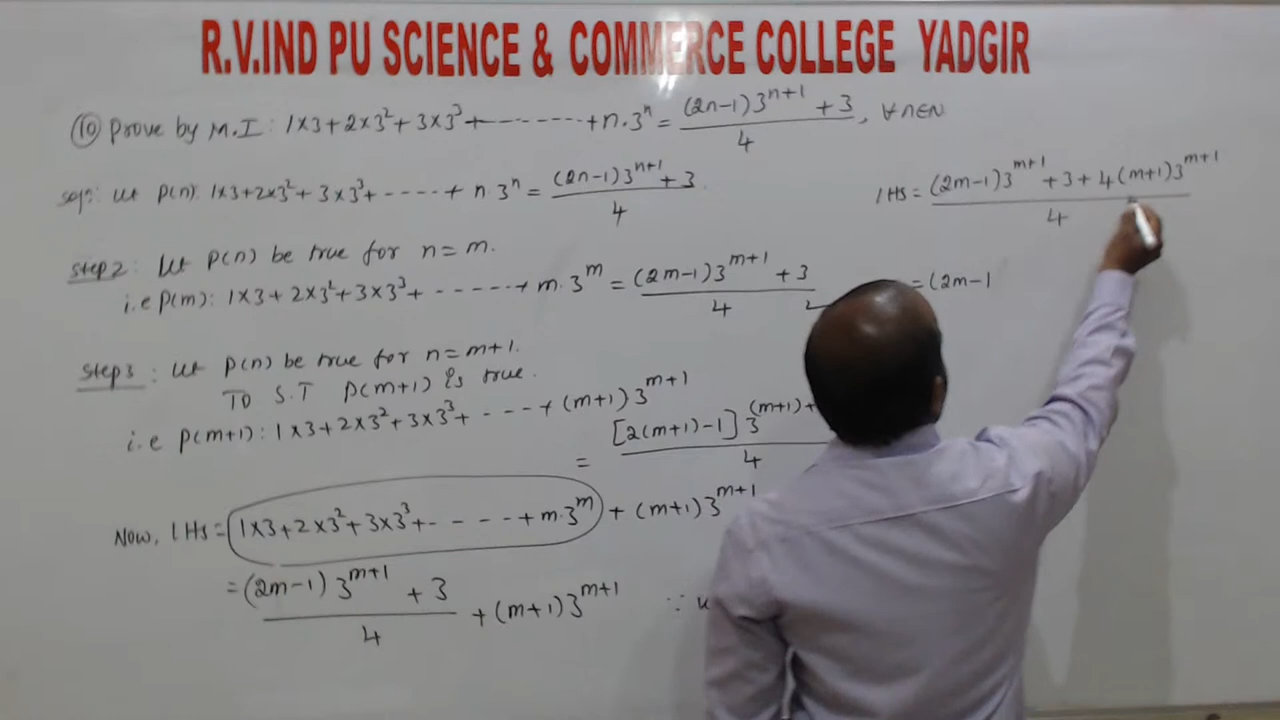 R.V.IND PU SCIENCE & COMMERCE COLLEGE YADGIR
(10) Prove by M.I: 1×3+2×3²+3×3³+-------+n.3ⁿ = ((2n-1)3ⁿ⁺¹+3)/4, ∀n∈N
Solⁿ: Let P(n): 1×3+2×3²+3×3³+-----+ n.3ⁿ = ((2n-1)3ⁿ⁺¹+3)/4
Step2: Let P(n) be true for n=m.
i.e P(m): 1×3+2×3²+3×3³+------+ m.3ᵐ = ((2m-1)3ᵐ⁺¹+3)/4
Step3: Let P(n) be true for n=m+1.
TO S.T P(m+1) is true.
i.e P(m+1): 1×3+2×3²+3×3³+----+(m+1)3ᵐ⁺¹
= [2(m+1)-1]3^(m+1)+ /4
Now, LHS = 1×3+2×3²+3×3³+-----+m.3ᵐ + (m+1)3ᵐ⁺¹
= ((2m-1)3ᵐ⁺¹+3)/4 + (m+1)3ᵐ⁺¹ ∵
LHS = ((2m-1)3ᵐ⁺¹+3+4(m+1)3ᵐ⁺¹)/4
= (2m-1